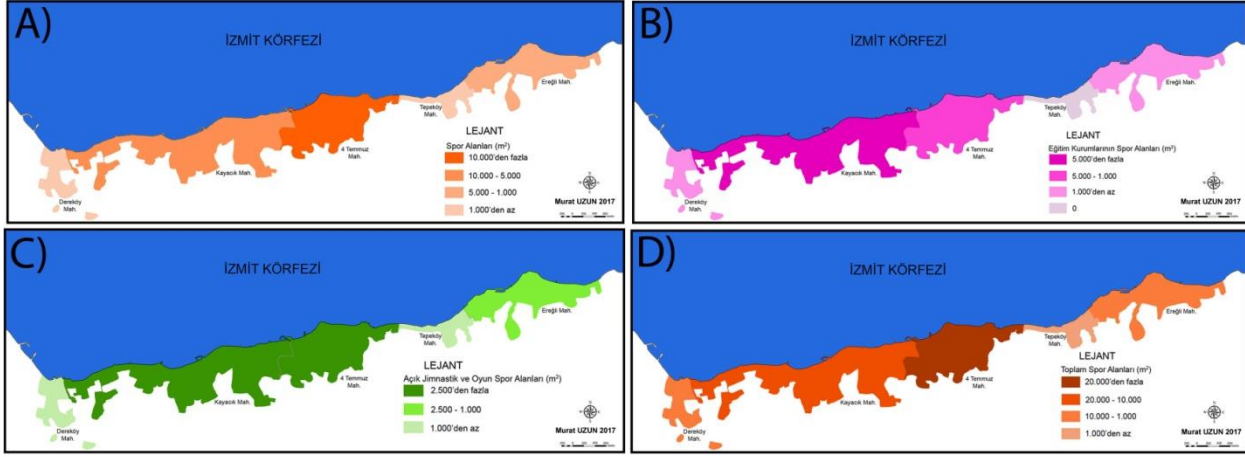 A)
İZMİT KÖRFEZİ
Ereğli Mah.
Tepeköy
Mah.
4 Temmuz
Mah.
Kayacık Mah.
Dereköy
Mah.
LEJANT
Spor Alanları (m²)
10.000'den fazla
10.000 - 5.000
5.000 - 1.000
1.000'den az
Murat UZUN 2017
B)
İZMİT KÖRFEZİ
Ereğli Mah.
Tepeköy
Mah.
4 Temmuz
Mah.
Kayacık Mah.
Dereköy
Mah.
LEJANT
Eğitim Kurumlarının Spor Alanları (m²)
5.000'den fazla
5.000 - 1.000
1.000'den az
0
Murat UZUN 2017
C)
İZMİT KÖRFEZİ
Ereğli Mah.
Tepeköy
Mah.
4 Temmuz
Mah.
Kayacık Mah.
Dereköy
Mah.
LEJANT
Açık Jimnastik ve Oyun Spor Alanları (m²)
2.500'den fazla
2.500 - 1.000
1.000'den az
Murat UZUN 2017
D)
İZMİT KÖRFEZİ
Ereğli Mah.
Tepeköy
Mah.
4 Temmuz
Mah.
Kayacık Mah.
Dereköy
Mah.
LEJANT
Toplam Spor Alanları (m²)
20.000'den fazla
20.000 - 10.000
10.000 - 1.000
1.000'den az
Murat UZUN 2017